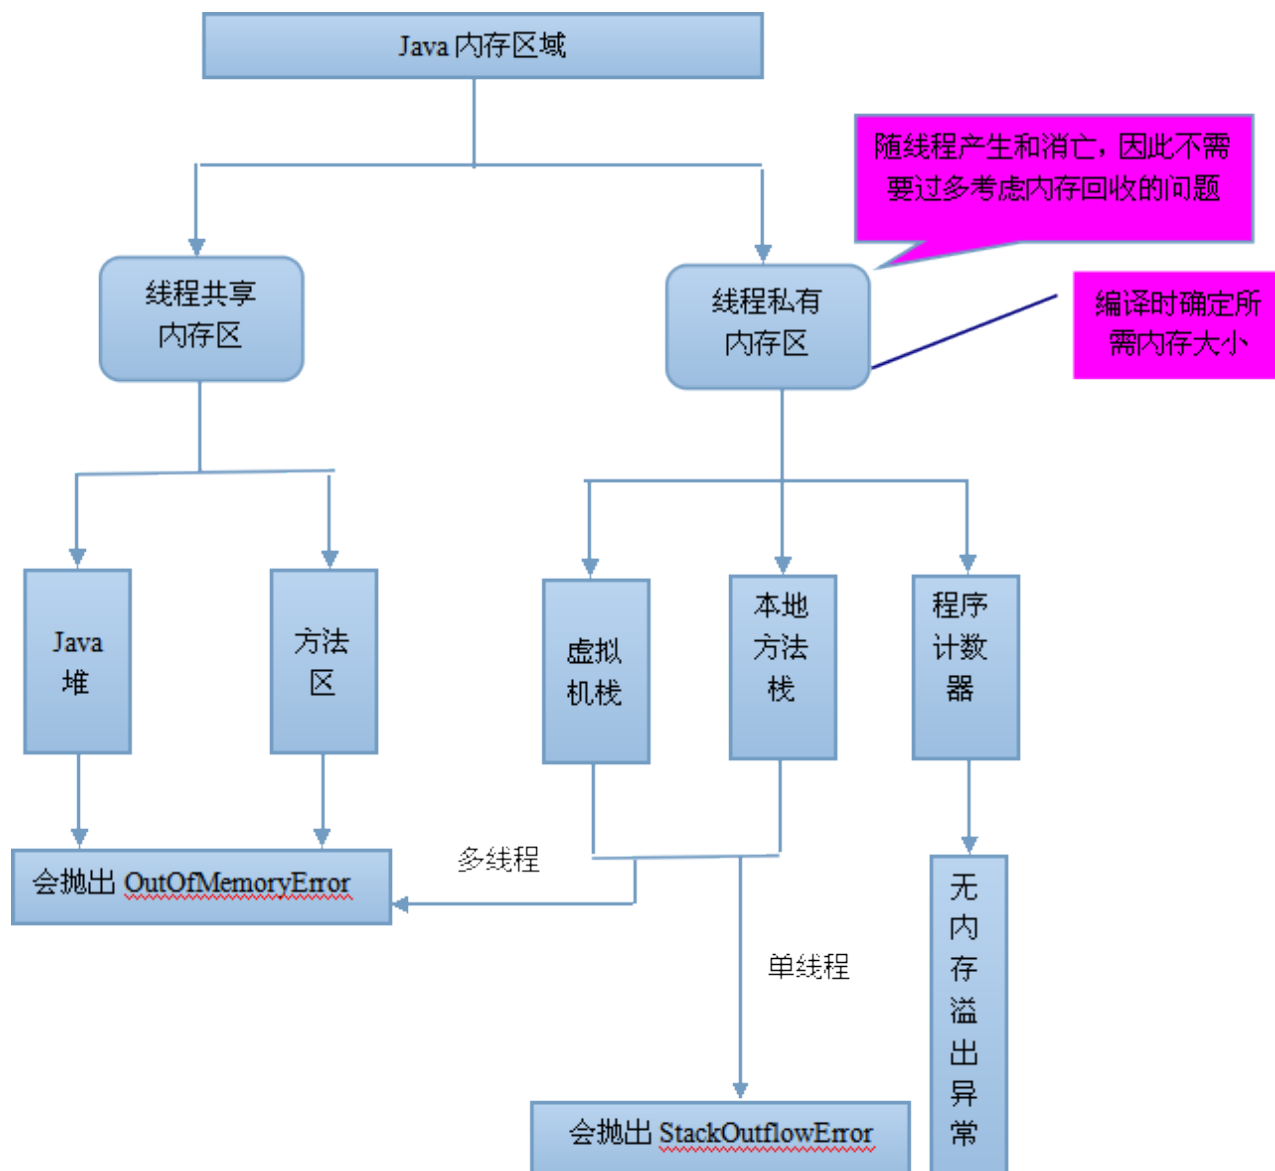 Java 内存区域
随线程产生和消亡，因此不需
要过多考虑内存回收的问题
线程共享
内存区
线程私有
内存区
编译时确定所
需内存大小
Java
堆
方法
区
虚拟
机栈
本地
方法
栈
程序
计数
器
多线程
会抛出 OutOfMemoryError
单线程
无
内
存
溢
出
异
常
会抛出 StackOutflowError